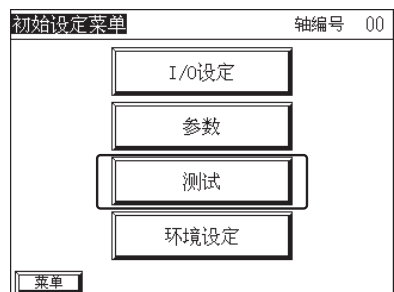 初始设定菜单 轴编号 00
I/O设定
参数
测试
环境设定
菜单